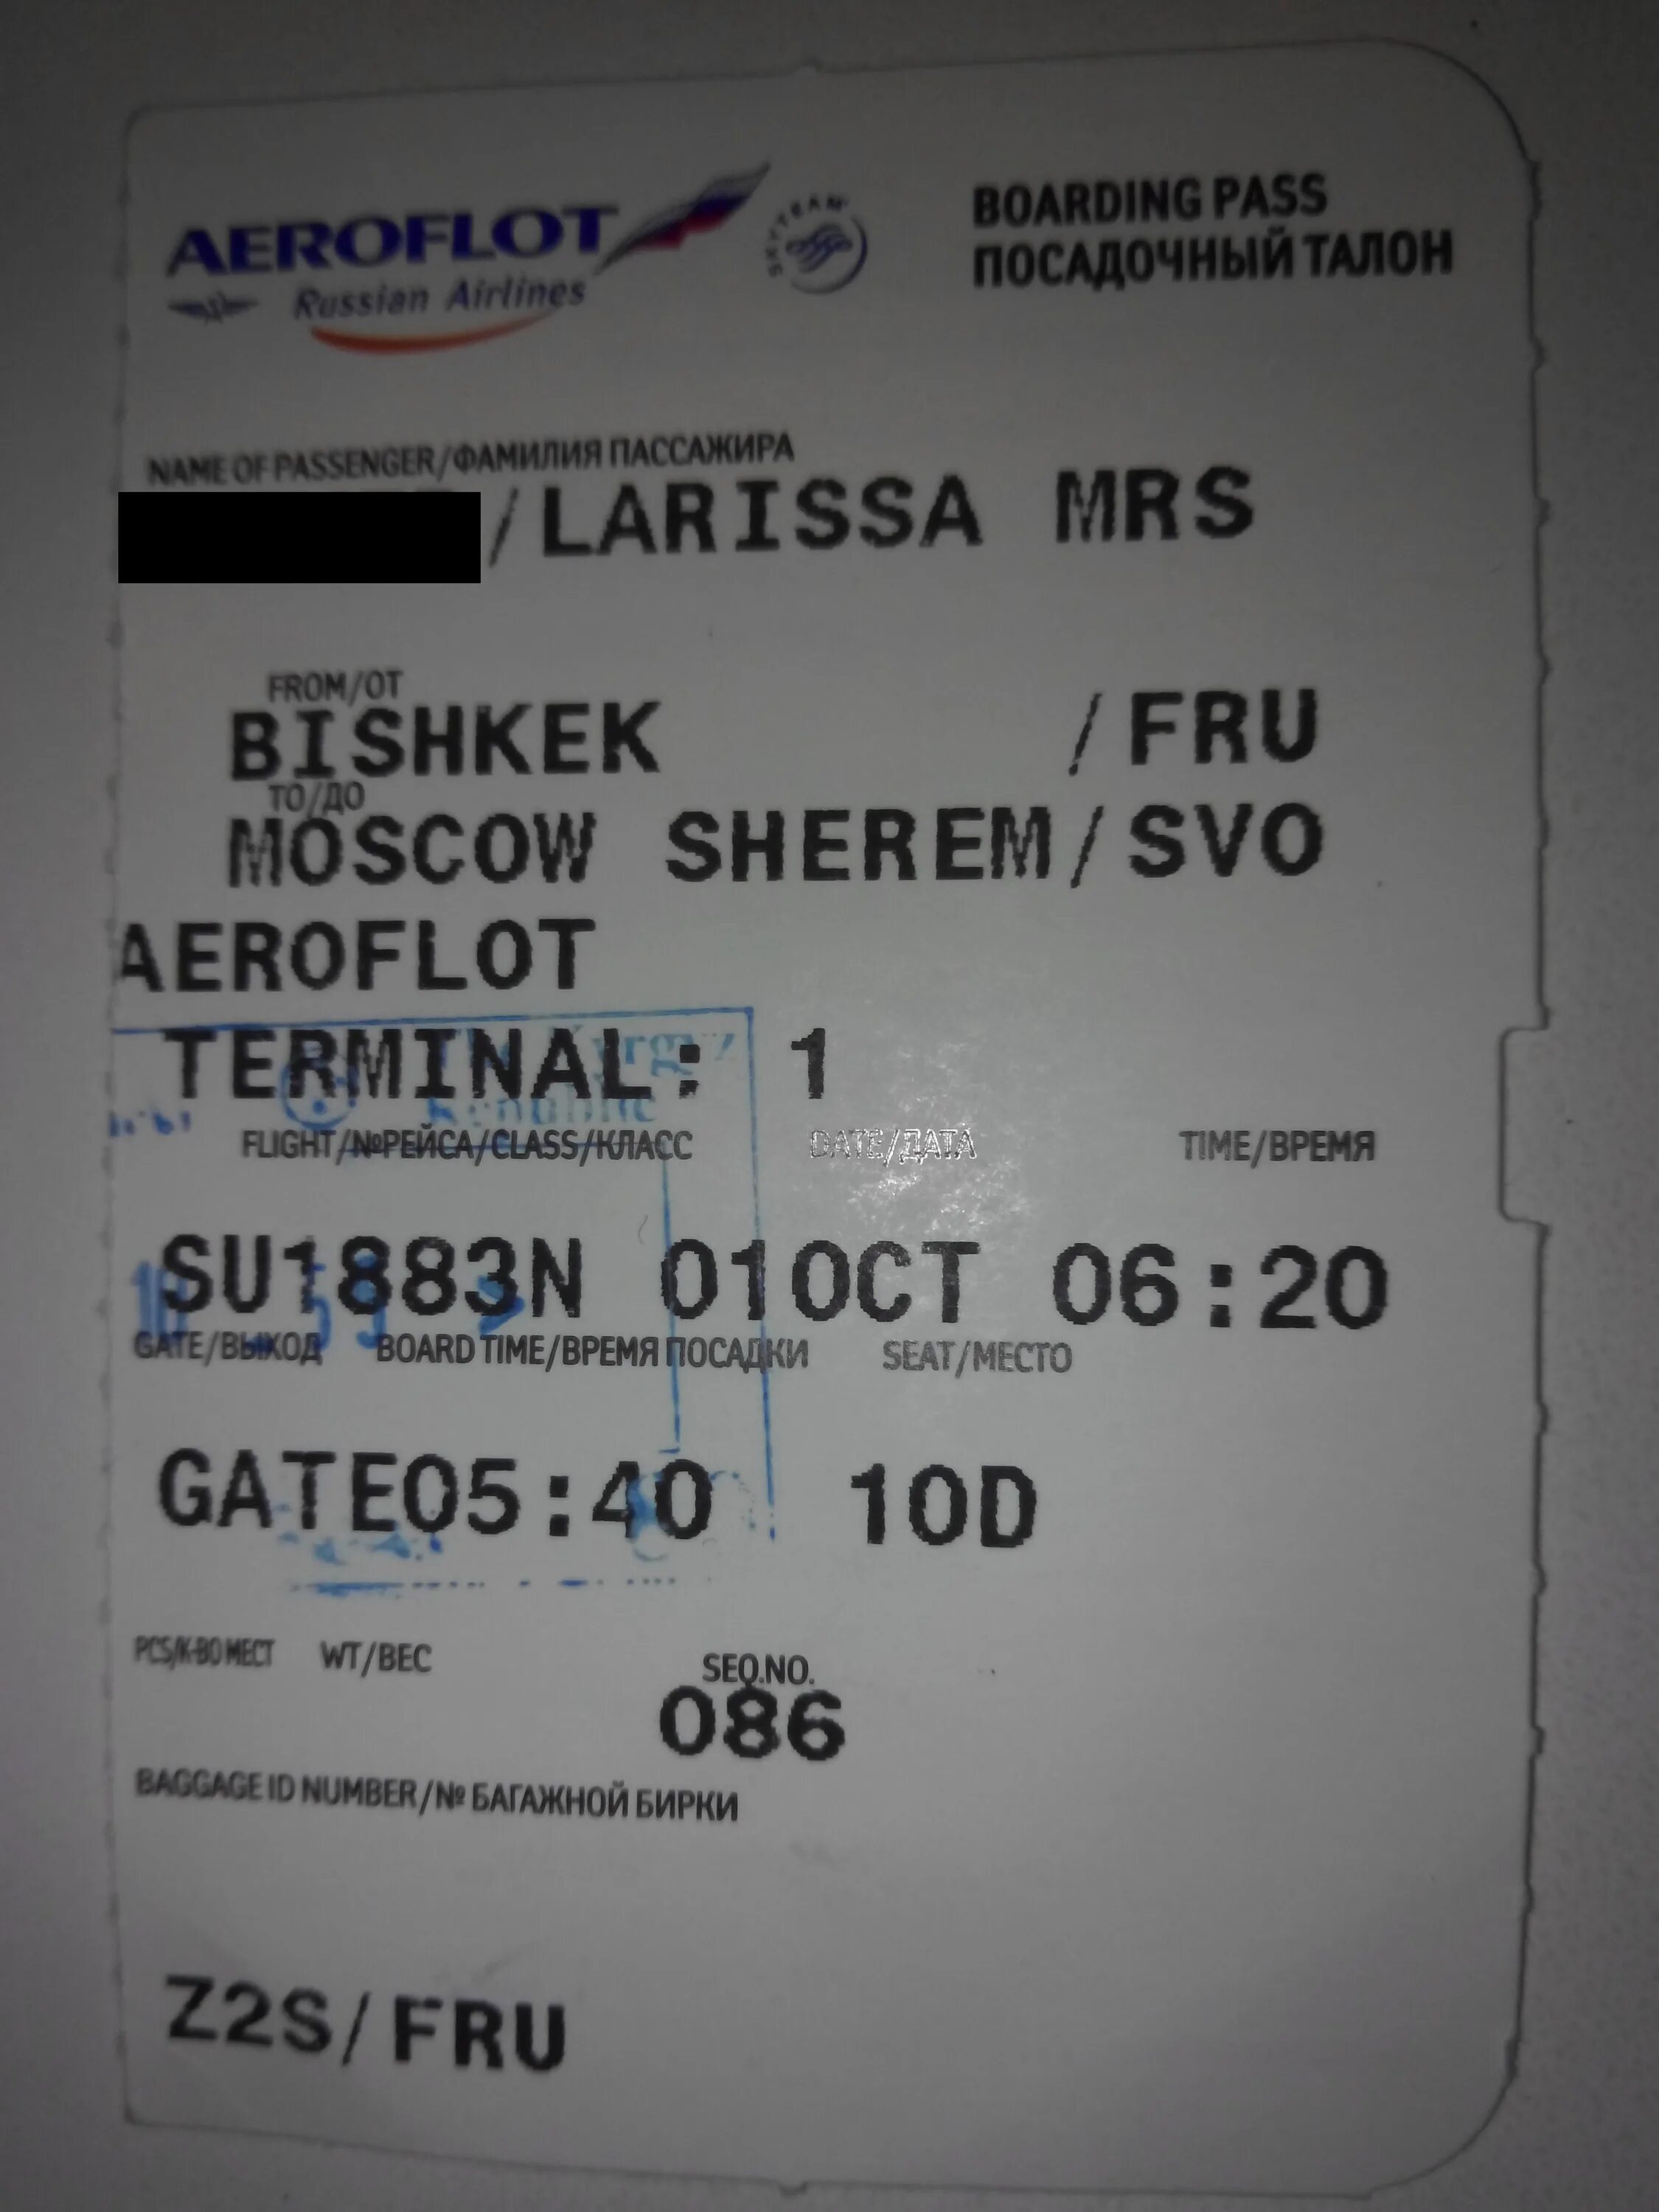 AEROFLOT
Russian Airlines
SKYTEAM
BOARDING PASS
ПОСАДОЧНЫЙ ТАЛОН
NAME OF PASSENGER/ФАМИЛИЯ ПАССАЖИРА
/LARISSA MRS
FROM/ОТ
BISHKEK /FRU
TO/ДО
MOSCOW SHEREM/SVO
AEROFLOT
TERMINAL: 1
FLIGHT/№РЕЙСА/CLASS/КЛАСС DATE/ДАТА TIME/ВРЕМЯ
SU1883N 01OCT 06:20
GATE/ВЫХОД BOARD TIME/ВРЕМЯ ПОСАДКИ SEAT/МЕСТО
GATE05:40 10D
PCS/К-ВО МЕСТ WT/ВЕС SEQ.NO.
086
BAGGAGE ID NUMBER/№ БАГАЖНОЙ БИРКИ
Z2S/FRU